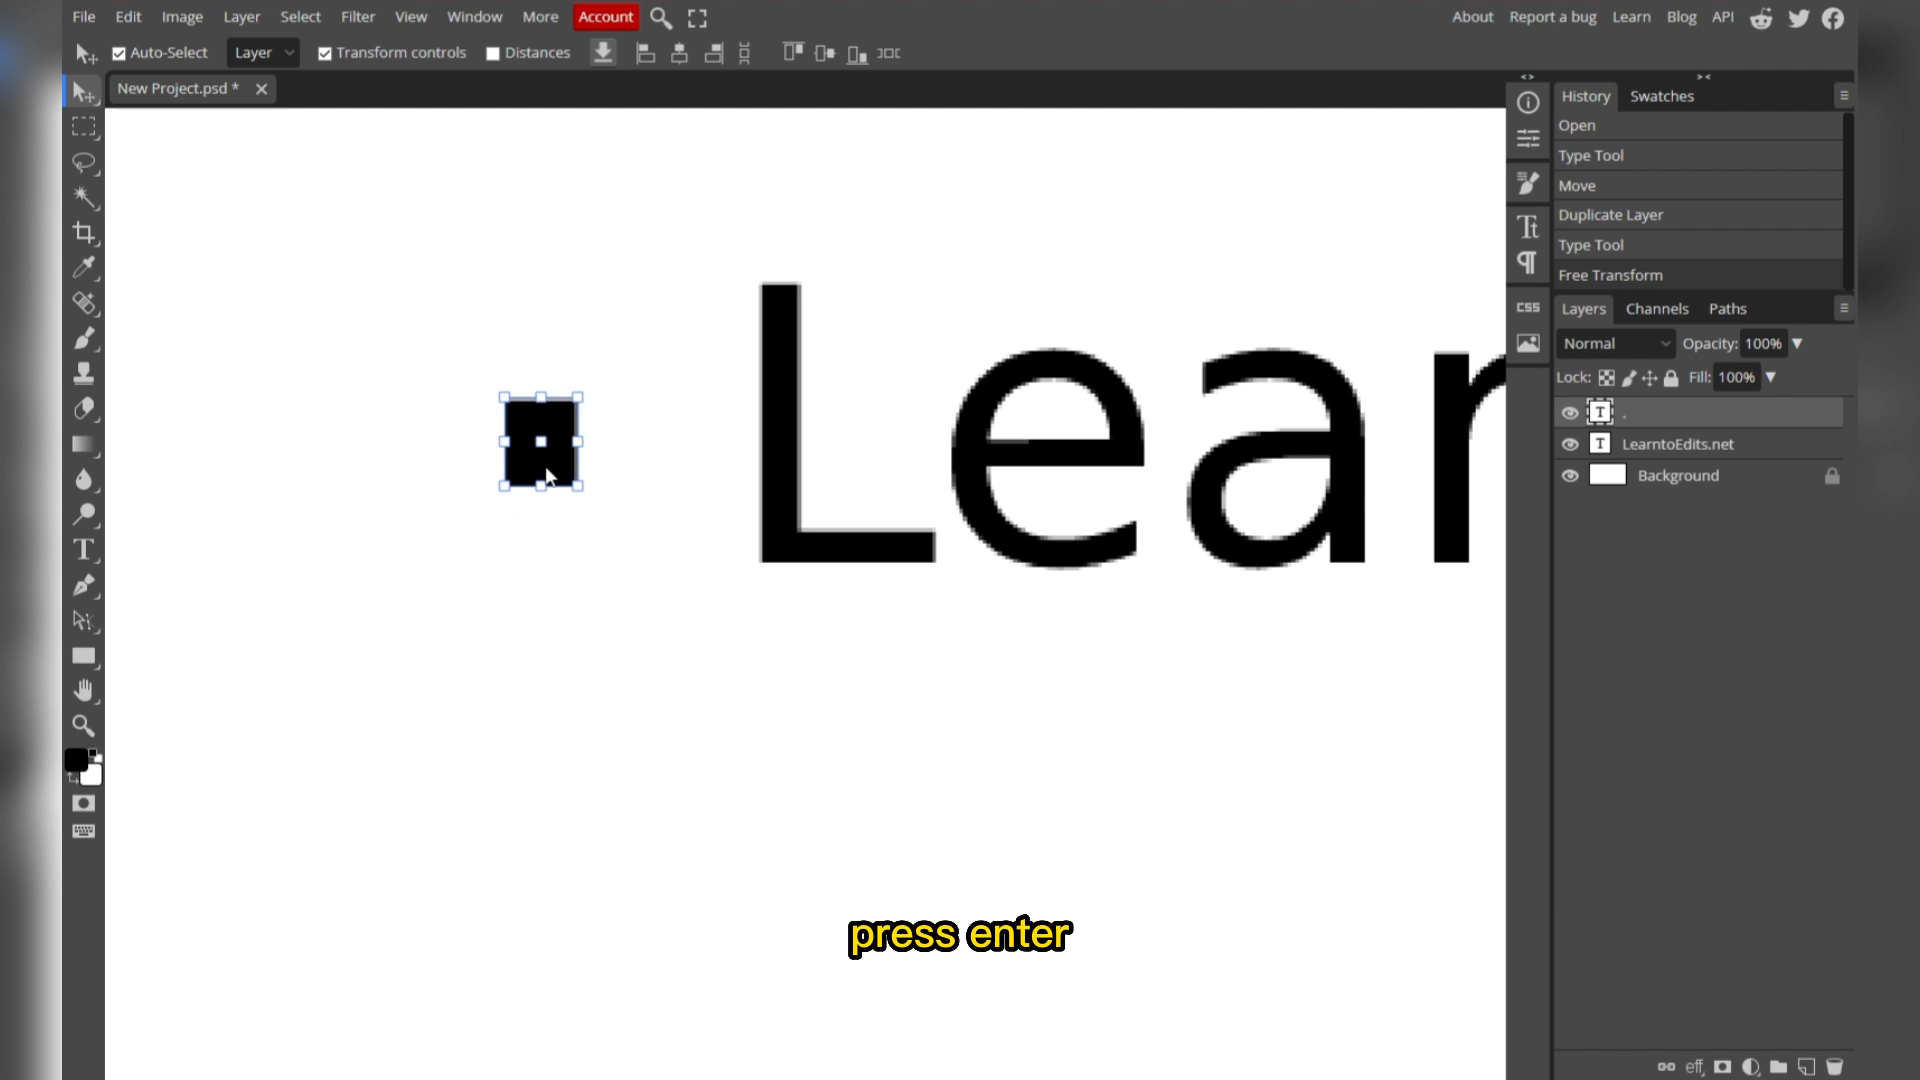 File Edit Image Layer Select Filter View Window More Account About Report a bug Learn Blog API
Auto-Select Layer Transform controls Distances
New Project.psd *
History Swatches
Open
Type Tool
Move
Duplicate Layer
Type Tool
Free Transform
Layers Channels Paths
Normal Opacity: 100%
Lock: Fill: 100%
T .
T LearntoEdits.net
Background
CSS
Lear
press enter
eff